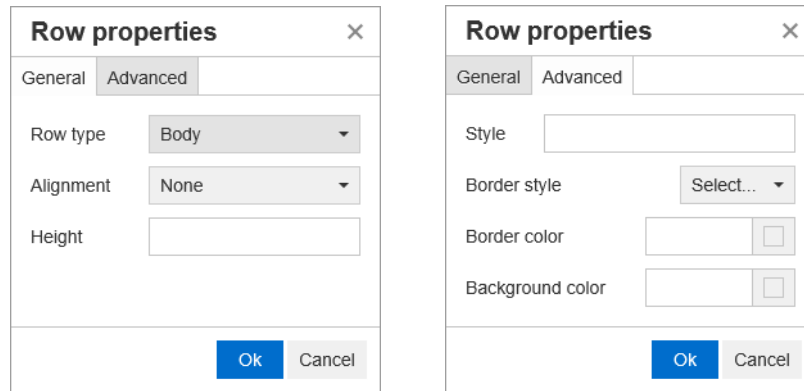 Row properties ×
General Advanced
Row type Body
Alignment None
Height
Ok Cancel
Row properties ×
General Advanced
Style
Border style Select...
Border color
Background color
Ok Cancel